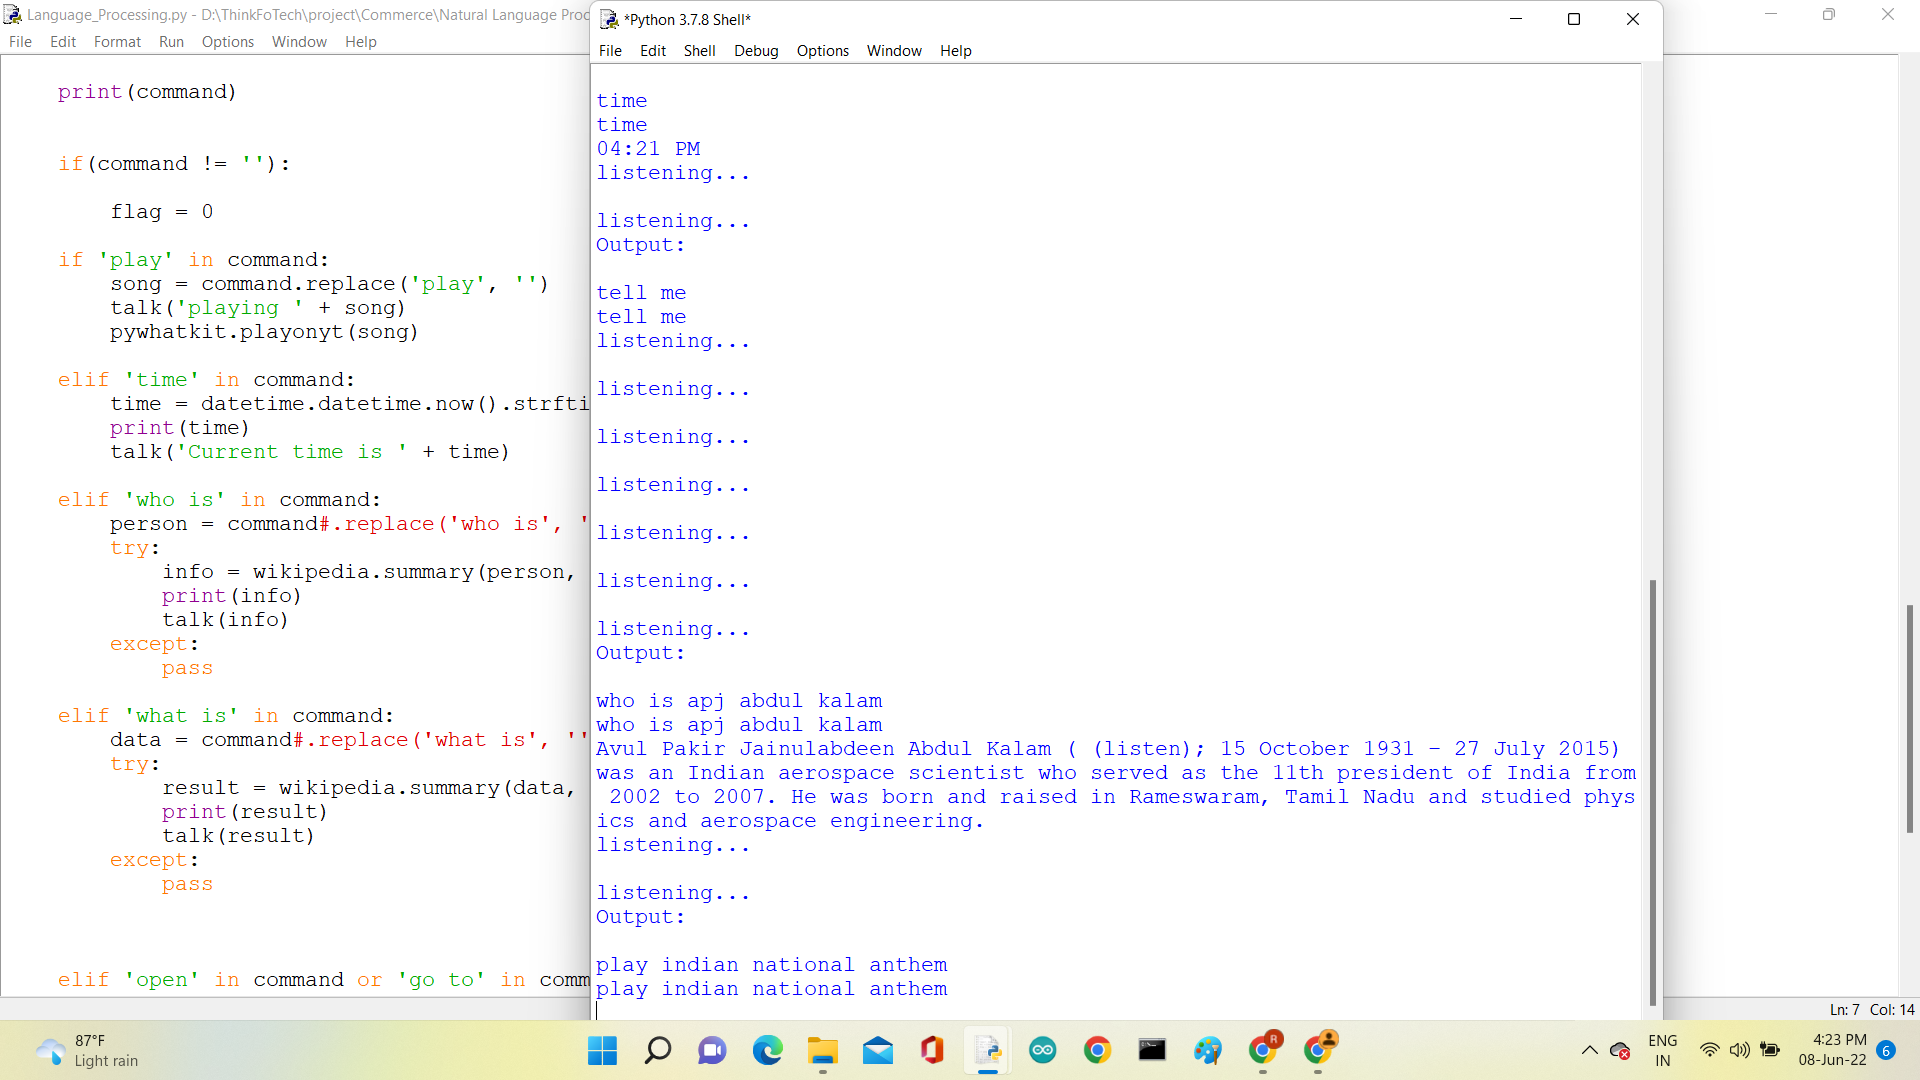 Language_Processing.py - D:\ThinkFoTech\project\Commerce\Natural Language Proc
File Edit Format Run Options Window Help
print(command)
if(command != ''):
flag = 0
if 'play' in command:
song = command.replace('play', '')
talk('playing ' + song)
pywhatkit.playonyt(song)
elif 'time' in command:
time = datetime.datetime.now().strfti
print(time)
talk('Current time is ' + time)
elif 'who is' in command:
person = command#.replace('who is', '
try:
info = wikipedia.summary(person,
print(info)
talk(info)
except:
pass
elif 'what is' in command:
data = command#.replace('what is', ''
try:
result = wikipedia.summary(data,
print(result)
talk(result)
except:
pass
elif 'open' in command or 'go to' in comm
*Python 3.7.8 Shell*
File Edit Shell Debug Options Window Help
time
time
04:21 PM
listening...
listening...
Output:
tell me
tell me
listening...
listening...
listening...
listening...
listening...
listening...
listening...
Output:
who is apj abdul kalam
who is apj abdul kalam
Avul Pakir Jainulabdeen Abdul Kalam ( (listen); 15 October 1931 – 27 July 2015)
was an Indian aerospace scientist who served as the 11th president of India from
2002 to 2007. He was born and raised in Rameswaram, Tamil Nadu and studied phys
ics and aerospace engineering.
listening...
listening...
Output:
play indian national anthem
play indian national anthem
Ln: 7 Col: 14
87°F
Light rain
R
ENG
IN
4:23 PM
08-Jun-22
6